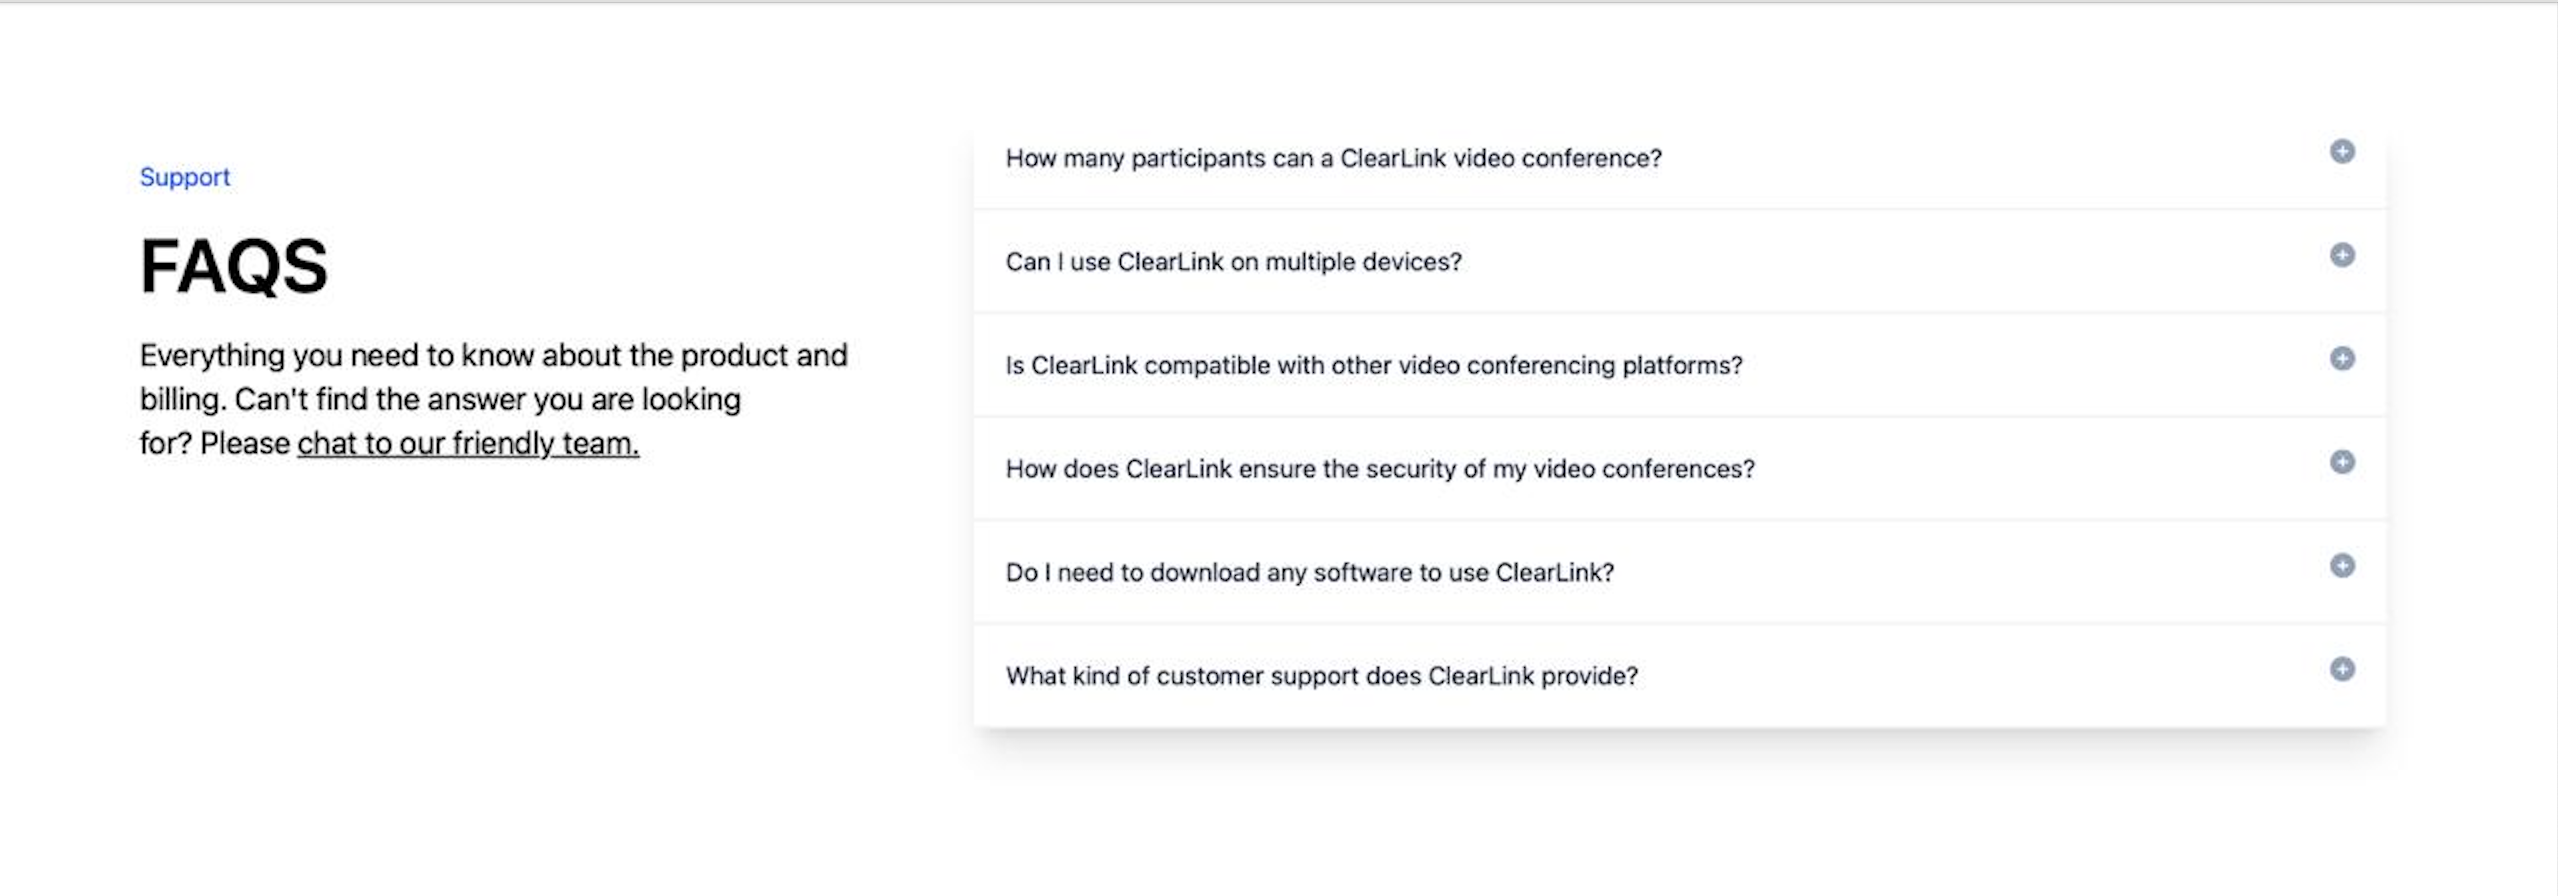 Support
FAQS
Everything you need to know about the product and
billing. Can't find the answer you are looking
for? Please chat to our friendly team.
How many participants can a ClearLink video conference?
Can I use ClearLink on multiple devices?
Is ClearLink compatible with other video conferencing platforms?
How does ClearLink ensure the security of my video conferences?
Do I need to download any software to use ClearLink?
What kind of customer support does ClearLink provide?